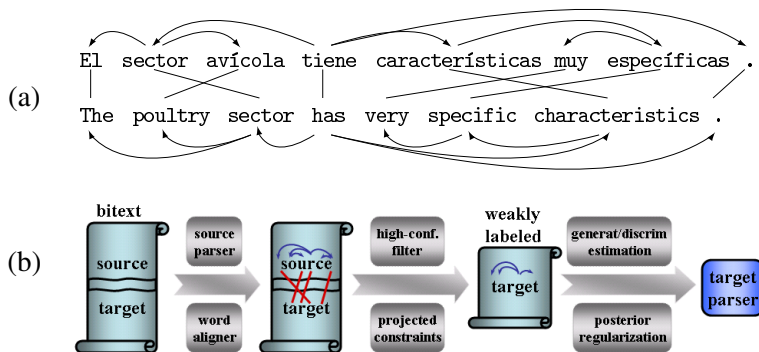 (a)
El sector avícola tiene características muy específicas .
The poultry sector has very specific characteristics .
(b)
bitext
source
target
source
parser
word
aligner
source
target
high-conf.
filter
projected
constraints
weakly
labeled
target
generat/discrim
estimation
posterior
regularization
target
parser